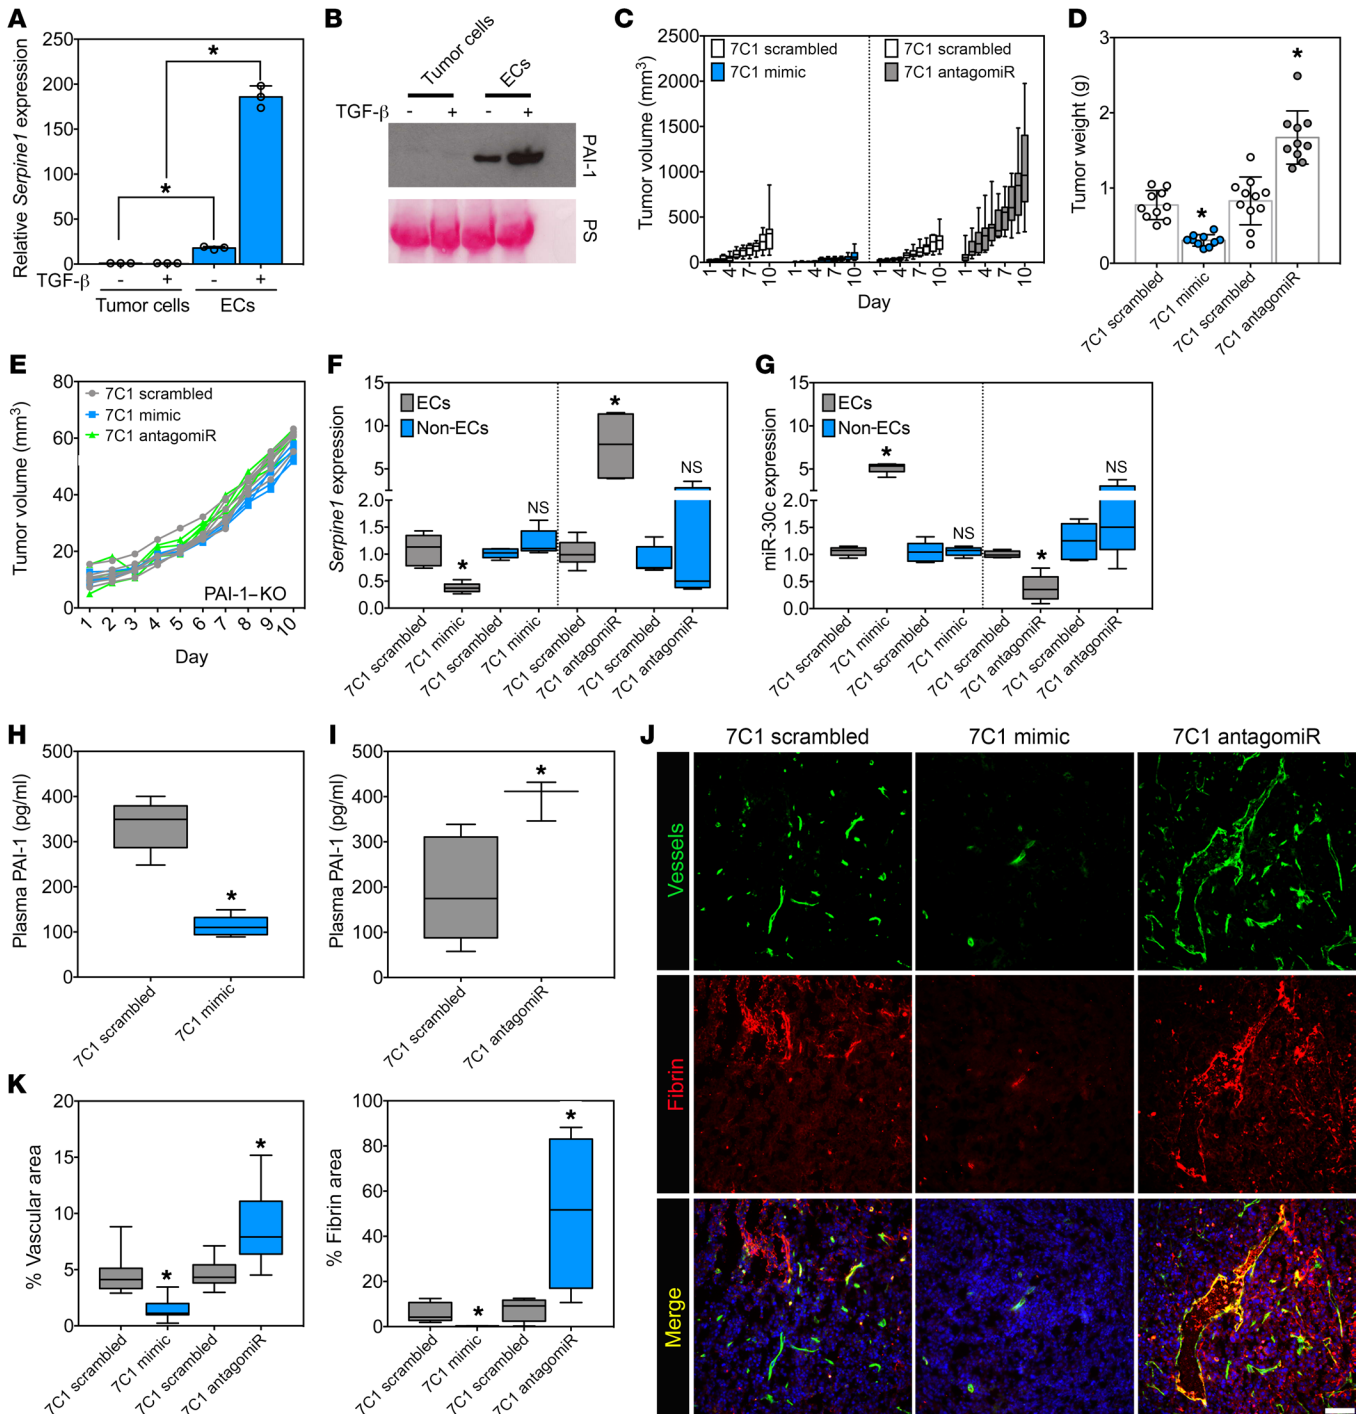 A
Relative Serpine1 expression
250
200
150
100
50
0
*
*
TGF-β - + - +
Tumor cells ECs
B
Tumor cells
ECs
TGF-β - + - +
PAI-1
PS
C
Tumor volume (mm³)
2500
2000
1500
1000
500
0
7C1 scrambled
7C1 mimic
7C1 scrambled
7C1 antagomiR
1 4 7 10 1 4 7 10 1 4 7 10 1 4 7 10
Day
D
Tumor weight (g)
3
2
1
0
*
*
7C1 scrambled
7C1 mimic
7C1 scrambled
7C1 antagomiR
E
Tumor volume (mm³)
80
60
40
20
0
7C1 scrambled
7C1 mimic
7C1 antagomiR
PAI-1–KO
1 2 3 4 5 6 7 8 9 10
Day
F
Serpine1 expression
15
10
5
2.0
1.5
1.0
0.5
0.0
ECs
Non-ECs
*
NS
*
NS
7C1 scrambled
7C1 mimic
7C1 scrambled
7C1 mimic
7C1 scrambled
7C1 antagomiR
7C1 scrambled
7C1 antagomiR
G
miR-30c expression
15
10
5
2.0
1.5
1.0
0.5
0.0
ECs
Non-ECs
*
NS
*
NS
7C1 scrambled
7C1 mimic
7C1 scrambled
7C1 mimic
7C1 scrambled
7C1 antagomiR
7C1 scrambled
7C1 antagomiR
H
Plasma PAI-1 (pg/ml)
500
400
300
200
100
0
*
7C1 scrambled
7C1 mimic
I
Plasma PAI-1 (pg/ml)
500
400
300
200
100
0
*
7C1 scrambled
7C1 antagomiR
J
7C1 scrambled
7C1 mimic
7C1 antagomiR
Vessels
Fibrin
Merge
K
% Vascular area
20
15
10
5
0
*
*
7C1 scrambled
7C1 mimic
7C1 scrambled
7C1 antagomiR
% Fibrin area
100
80
60
40
20
0
*
*
7C1 scrambled
7C1 mimic
7C1 scrambled
7C1 antagomiR